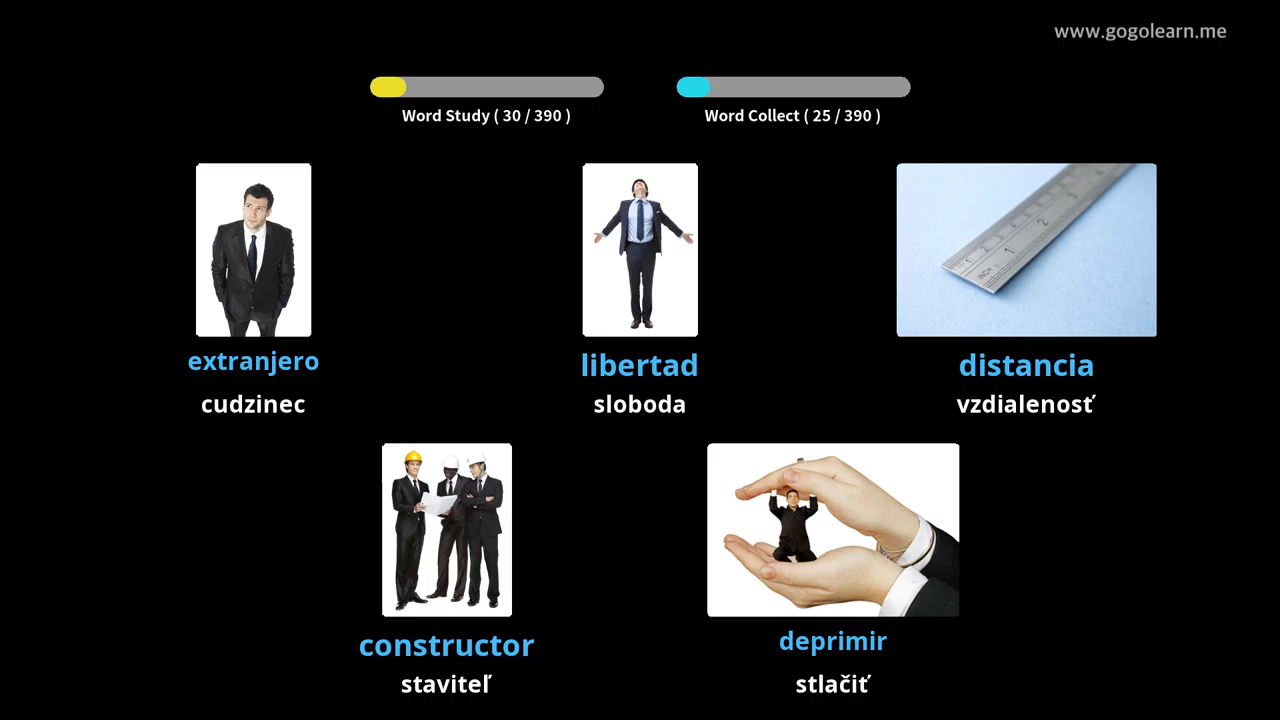 www.gogolearn.me
Word Study ( 30 / 390 )
Word Collect ( 25 / 390 )
extranjero
libertad
distancia
cudzinec
sloboda
vzdialenosť
constructor
deprimir
staviteľ
stlačiť